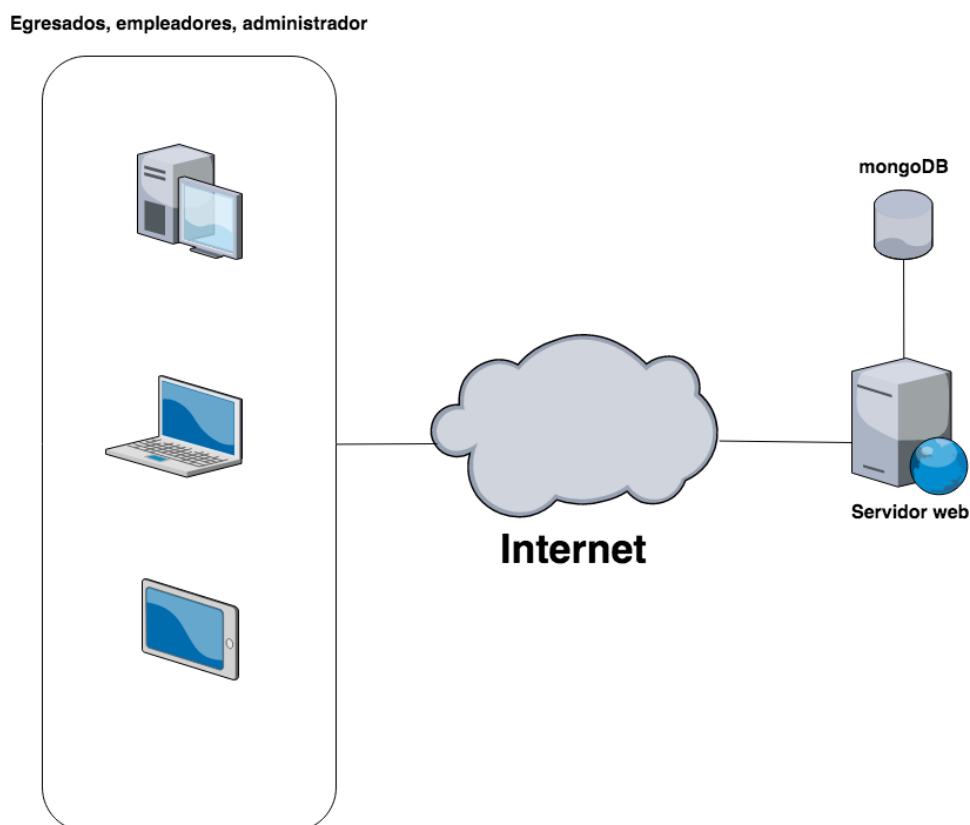 Egresados, empleadores, administrador
mongoDB
Servidor web
Internet